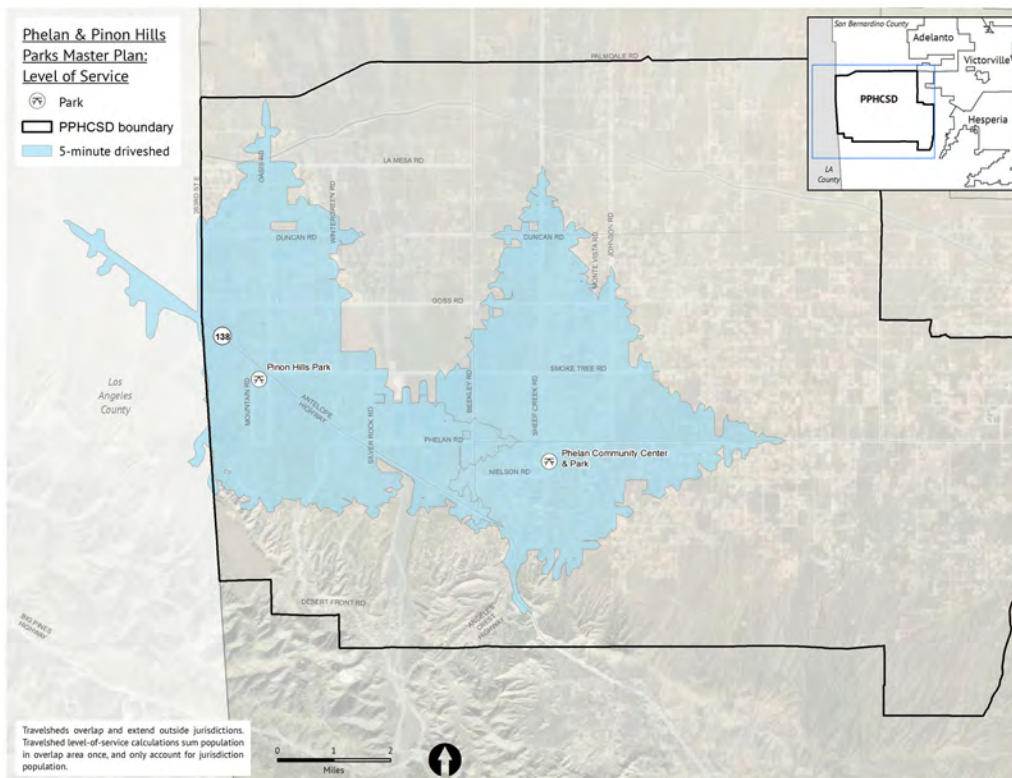 Phelan & Pinon Hills
Parks Master Plan:
Level of Service
Park
PPHCSD boundary
5-minute driveshed
San Bernardino County
Adelanto
Victorville
PPHCSD
Hesperia
LA
County
PALMDALE RD
LA MESA RD
OASIS RD
263RD ST E
WINTERGREEN RD
DUNCAN RD
DUNCAN RD
MONTE VISTA RD
JOHNSON RD
GOSS RD
138
Pinon Hills Park
Los
Angeles
County
MOUNTAIN RD
ANTELOPE
HIGHWAY
SILVER ROCK RD
BEEKLEY RD
SMOKE TREE RD
SHEEP CREEK RD
PHELAN RD
NIELSON RD
Phelan Community Center
& Park
DESERT FRONT RD
ANGELES
CREST
HIGHWAY
BIG PINES
HIGHWAY
Travelsheds overlap and extend outside jurisdictions.
Travelshed level-of-service calculations sum population
in overlap area once, and only account for jurisdiction
population.
0 1 2
Miles